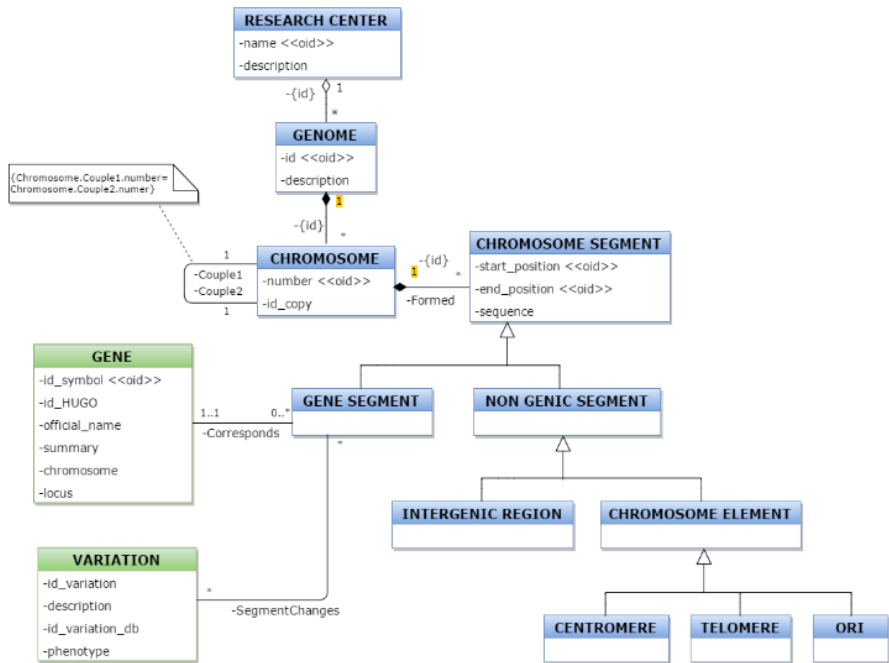 RESEARCH CENTER
-name <<oid>>
-description
-{id}
1
*
GENOME
-id <<oid>>
-description
{Chromosome.Couple1.number=
Chromosome.Couple2.numer}
1
-{id}
*
CHROMOSOME
-number <<oid>>
-id_copy
1
-Couple1
-Couple2
1
-{id}
1
*
-Formed
CHROMOSOME SEGMENT
-start_position <<oid>>
-end_position <<oid>>
-sequence
GENE
-id_symbol <<oid>>
-id_HUGO
-official_name
-summary
-chromosome
-locus
1..1
0..*
-Corresponds
GENE SEGMENT
*
NON GENIC SEGMENT
INTERGENIC REGION
CHROMOSOME ELEMENT
VARIATION
-id_variation
-description
-id_variation_db
-phenotype
*
-SegmentChanges
CENTROMERE
TELOMERE
ORI